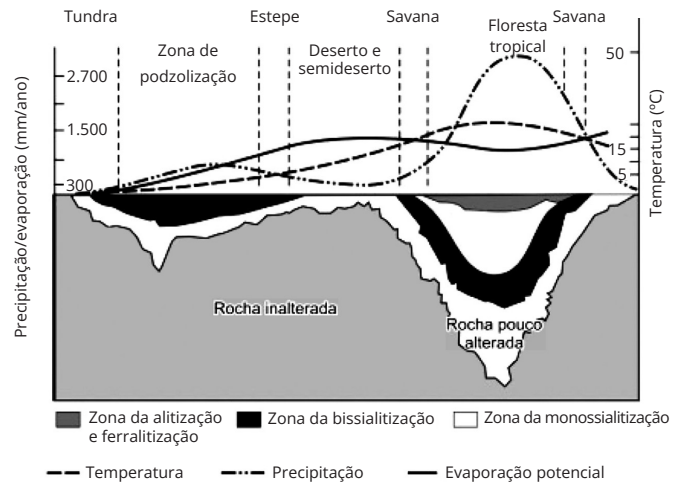 Tundra
Estepe
Savana
Floresta
tropical
Savana
Zona de
podzolização
Deserto e
semideserto
Precipitação/evaporação (mm/ano)
2.700
1.500
300
50
15
5
Temperatura (°C)
Rocha inalterada
Rocha pouco
alterada
Zona da alitização
e ferralitização
Zona da bissialitização
Zona da monossialitização
Temperatura
Precipitação
Evaporação potencial